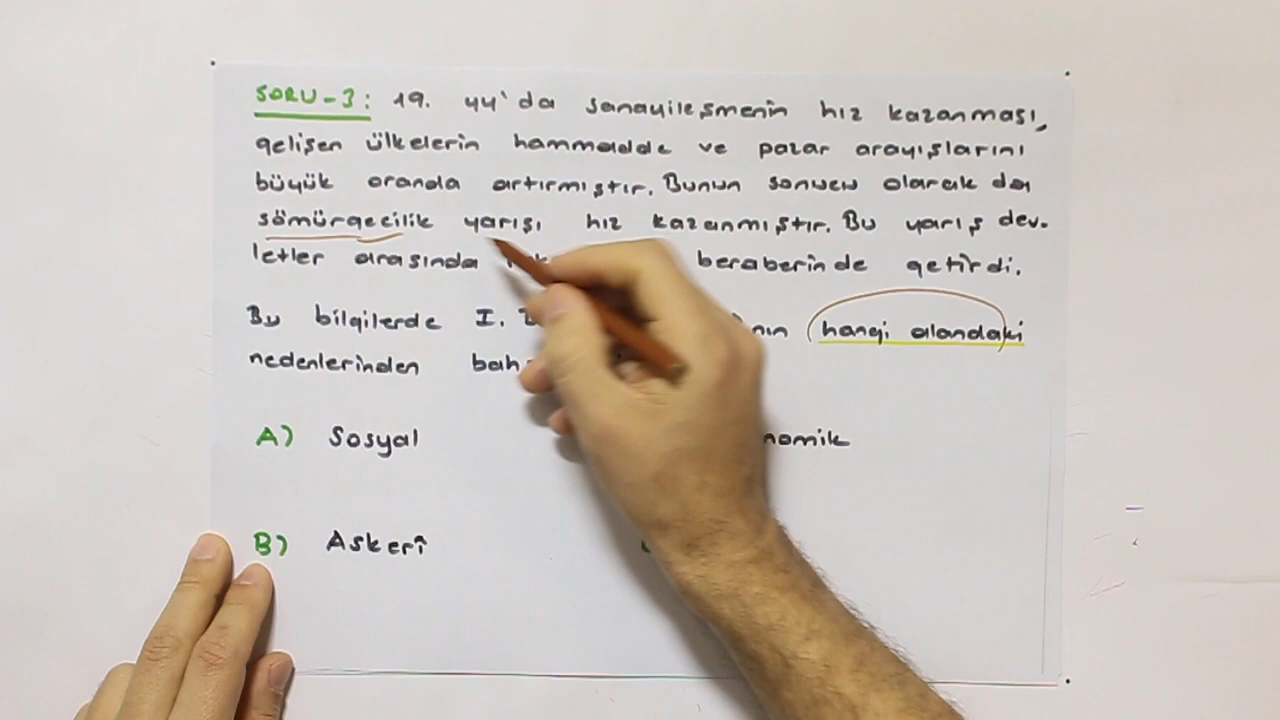 SORU-3: 19. yy'da sanayileşmenin hız kazanması,
gelişen ülkelerin hammadde ve pazar arayışlarını
büyük oranda artırmıştır. Bunun sonucu olarak da
sömürgecilik yarışı hız kazanmıştır. Bu yarış dev-
letler arasında beraberinde getirdi.
Bu bilgilerde I. hangi alandaki
nedenlerinden
A) Sosyal
B) Askerî